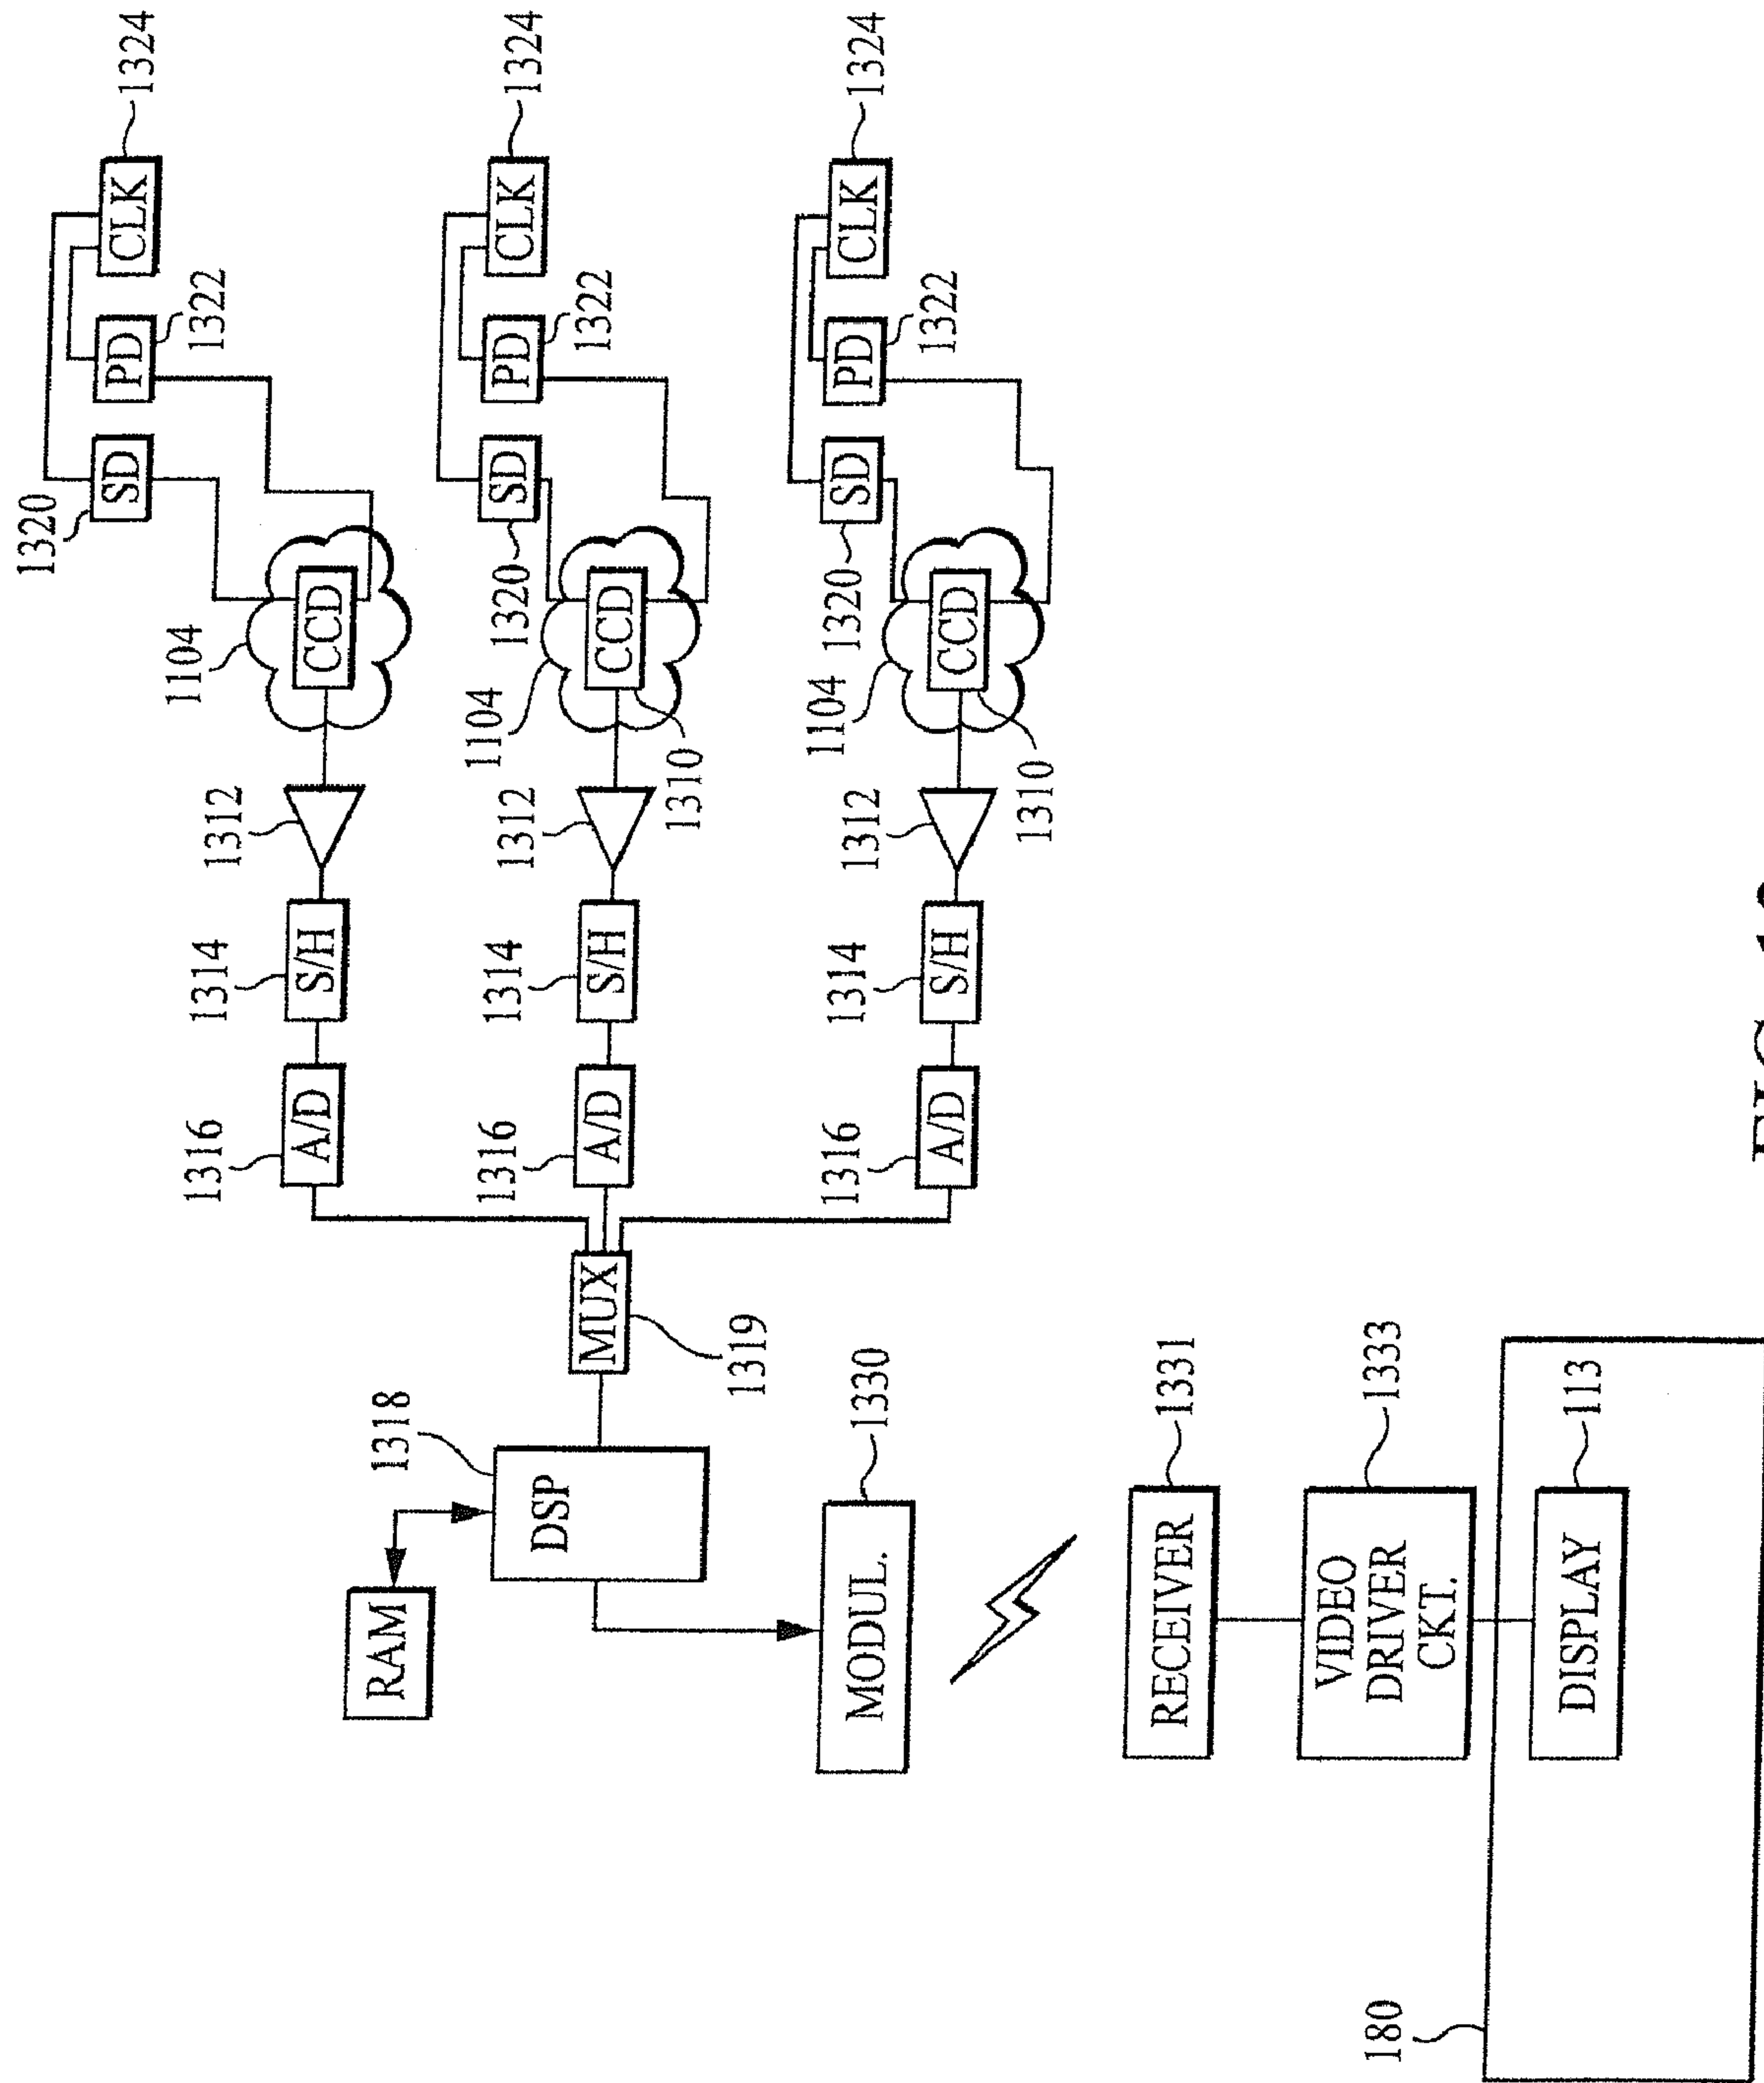 1320
SD
PD
1322
CLK
1324
1104
CCD
1312
1314
S/H
1316
A/D
1320
SD
PD
1322
CLK
1324
1104
CCD
1310
1312
1314
S/H
1316
A/D
1320
SD
PD
1322
CLK
1324
1104
CCD
1310
1312
1314
S/H
1316
A/D
MUX
1319
1318
DSP
RAM
MODUL.
1330
RECEIVER
1331
VIDEO
DRIVER
CKT.
1333
DISPLAY
113
180
FIG.